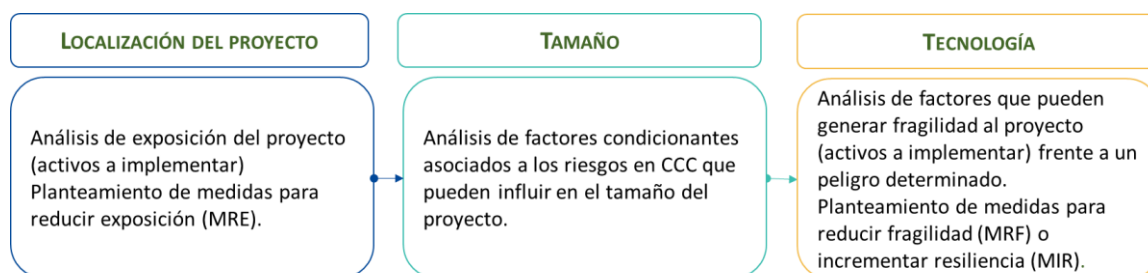 LOCALIZACIÓN DEL PROYECTO
Análisis de exposición del proyecto
(activos a implementar)
Planteamiento de medidas para
reducir exposición (MRE).
TAMAÑO
Análisis de factores condicionantes
asociados a los riesgos en CCC que
pueden influir en el tamaño del
proyecto.
TECNOLOGÍA
Análisis de factores que pueden
generar fragilidad al proyecto
(activos a implementar) frente a un
peligro determinado.
Planteamiento de medidas para
reducir fragilidad (MRF) o
incrementar resiliencia (MIR).